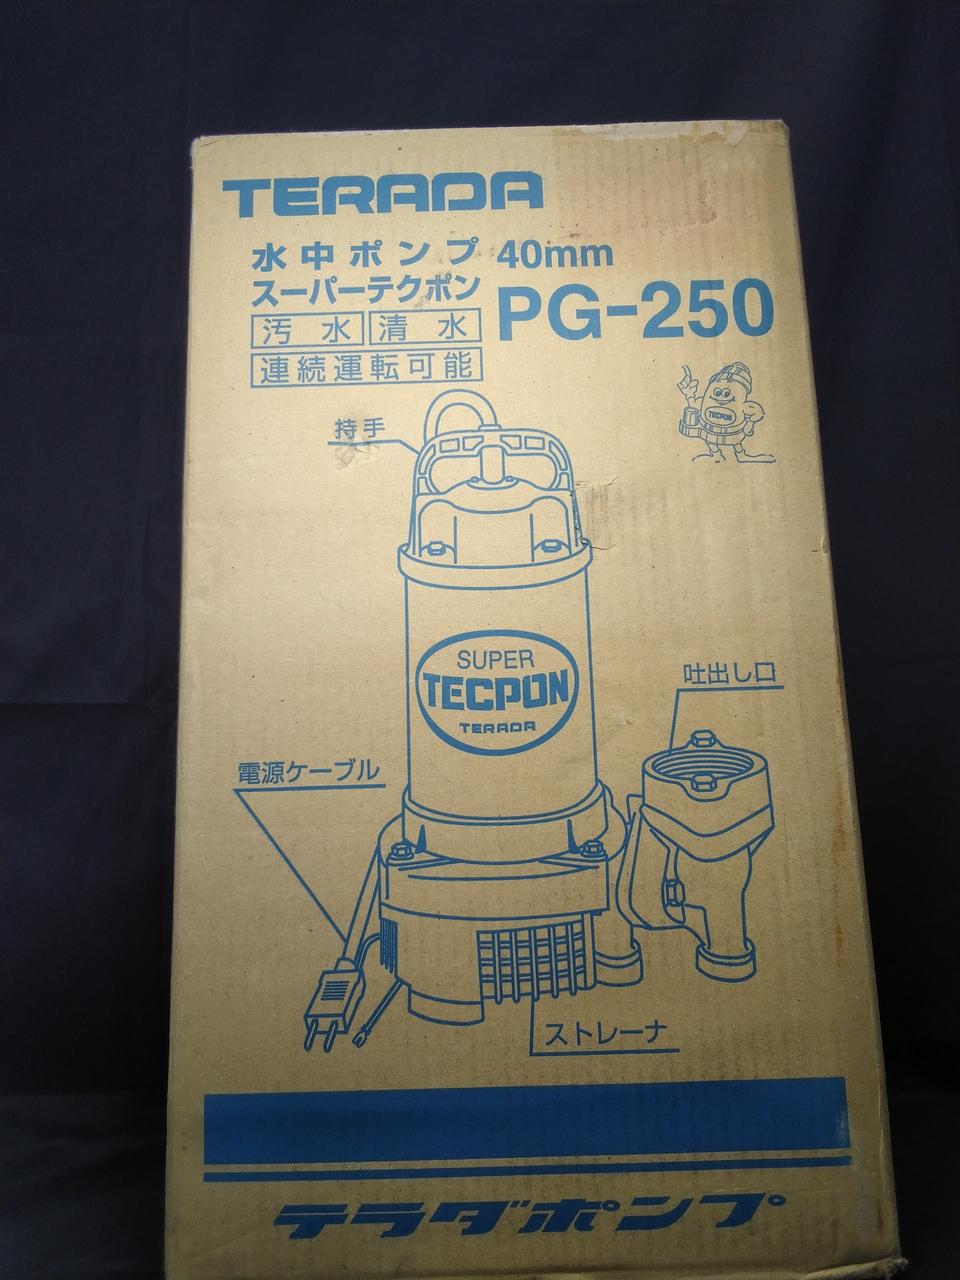 TERADA
水中ポンプ 40mm
スーパーテクポン PG-250
汚水 清水
連続運転可能
TECPON
持手
SUPER
TECPON
TERADA
吐出し口
電源ケーブル
ストレーナ
テラダポンプ